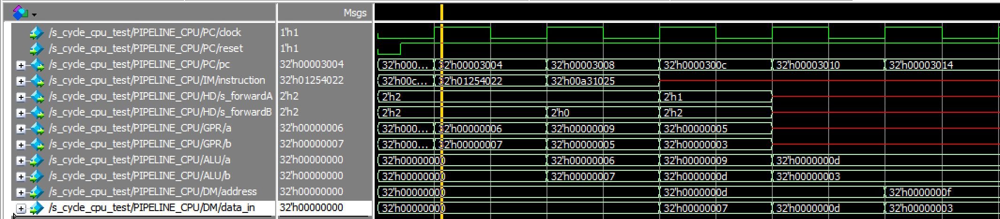 Msgs
/s_cycle_cpu_test/PIPELINE_CPU/PC/clock 1'h1
/s_cycle_cpu_test/PIPELINE_CPU/PC/reset 1'h1
/s_cycle_cpu_test/PIPELINE_CPU/PC/pc 32'h00003004 32'h000... 32'h00003004 32'h00003008 32'h0000300c 32'h00003010 32'h00003014
/s_cycle_cpu_test/PIPELINE_CPU/IM/instruction 32'h01254022 32'h00c... 32'h01254022 32'h00a31025
/s_cycle_cpu_test/PIPELINE_CPU/HD/s_forwardA 2'h2 2'h2 2'h1
/s_cycle_cpu_test/PIPELINE_CPU/HD/s_forwardB 2'h2 2'h2 2'h0 2'h2
/s_cycle_cpu_test/PIPELINE_CPU/GPR/a 32'h00000006 32'h000... 32'h00000006 32'h00000009 32'h00000005
/s_cycle_cpu_test/PIPELINE_CPU/GPR/b 32'h00000007 32'h000... 32'h00000007 32'h00000005 32'h00000003
/s_cycle_cpu_test/PIPELINE_CPU/ALU/a 32'h00000000 32'h00000000 32'h00000006 32'h00000009 32'h0000000d
/s_cycle_cpu_test/PIPELINE_CPU/ALU/b 32'h00000000 32'h00000000 32'h00000007 32'h0000000d 32'h00000003
/s_cycle_cpu_test/PIPELINE_CPU/DM/address 32'h00000000 32'h00000000 32'h0000000d 32'h0000000f
/s_cycle_cpu_test/PIPELINE_CPU/DM/data_in 32'h00000000 32'h00000000 32'h00000007 32'h0000000d 32'h00000003